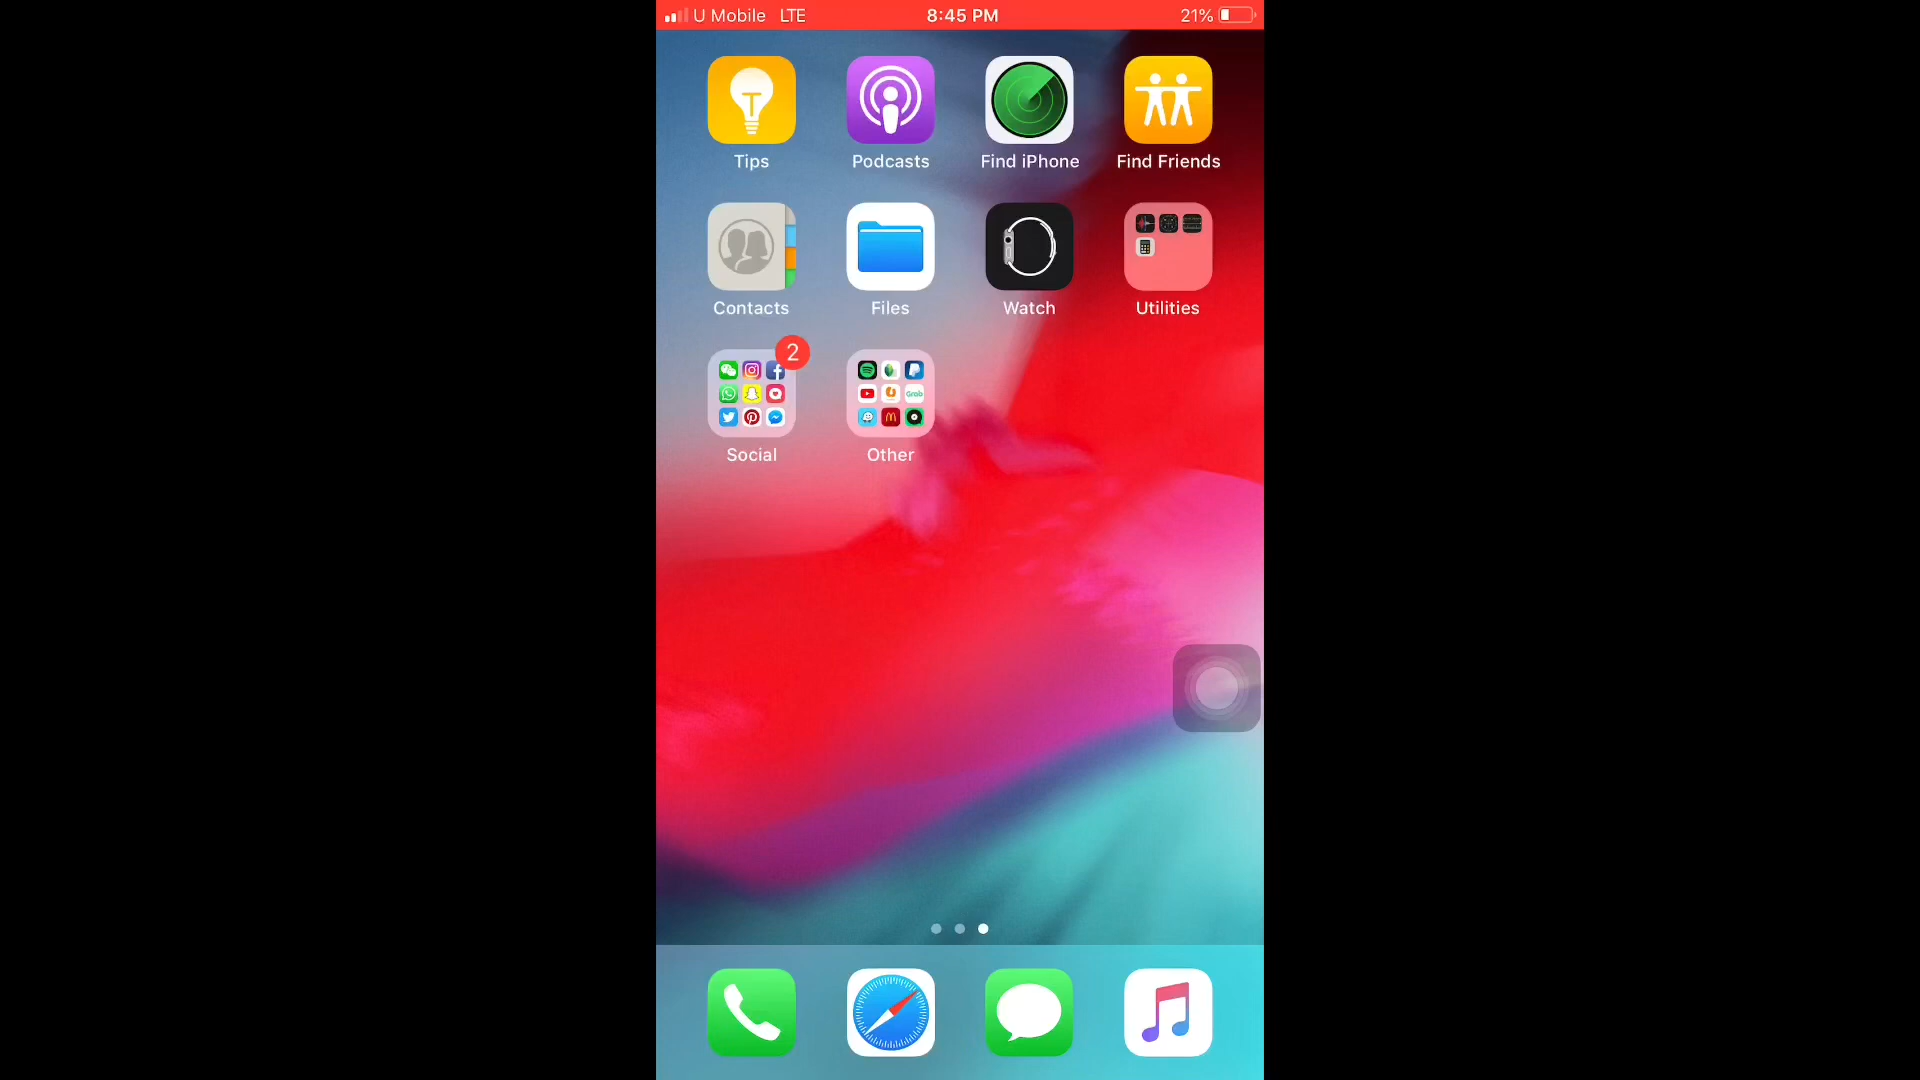 U Mobile LTE 8:45 PM 21%
Tips Podcasts Find iPhone Find Friends
Contacts Files Watch Utilities
2
Grab
Social Other